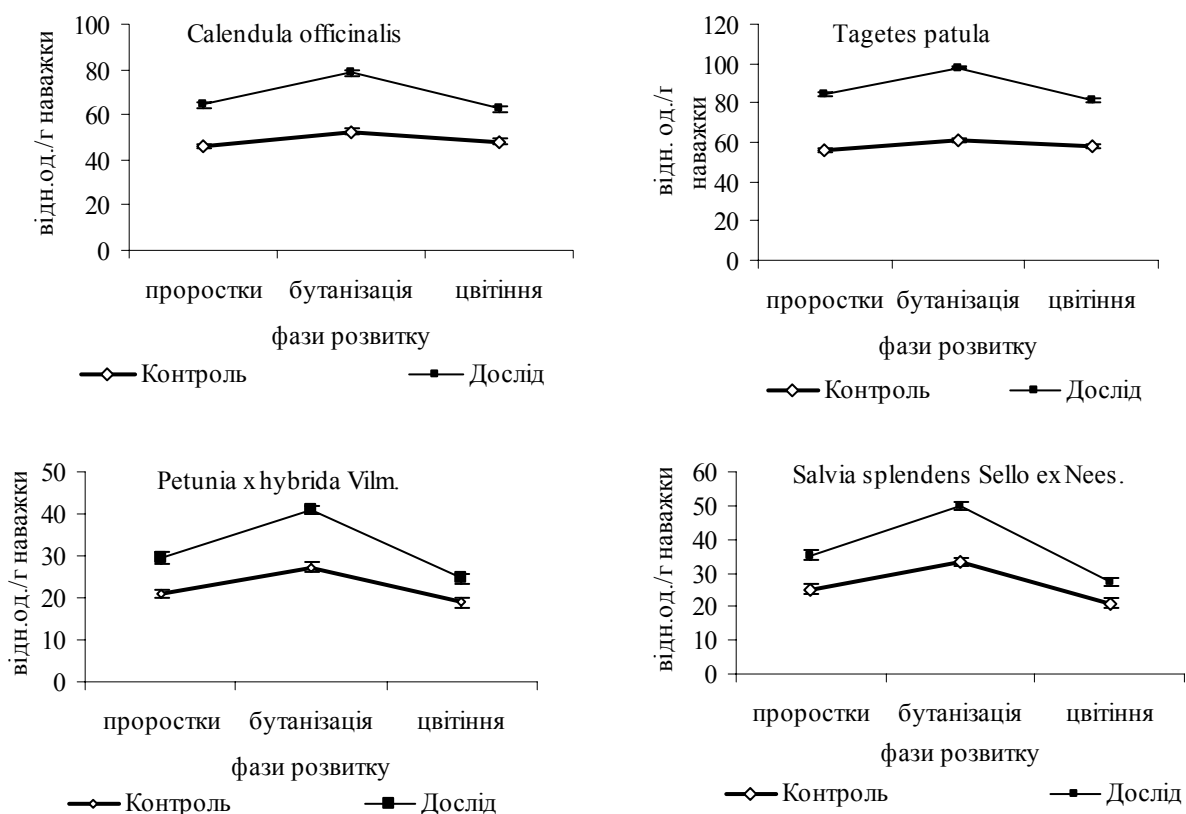 Calendula officinalis
відн.од./г наважки
100
80
60
40
20
0
проростки бутанізація цвітіння
фази розвитку
Контроль Дослід
Tagetes patula
відн. од./г
наважки
120
100
80
60
40
20
0
проростки бутанізація цвітіння
фази розвитку
Контроль Дослід
Petunia x hybrida Vilm.
відн.од./г наважки
50
40
30
20
10
0
проростки бутанізація цвітіння
фази розвитку
Контроль Дослід
Salvia splendens Sello ex Nees.
відн.од./г наважки
60
50
40
30
20
10
0
проростки бутанізація цвітіння
фази розвитку
Контроль Дослід